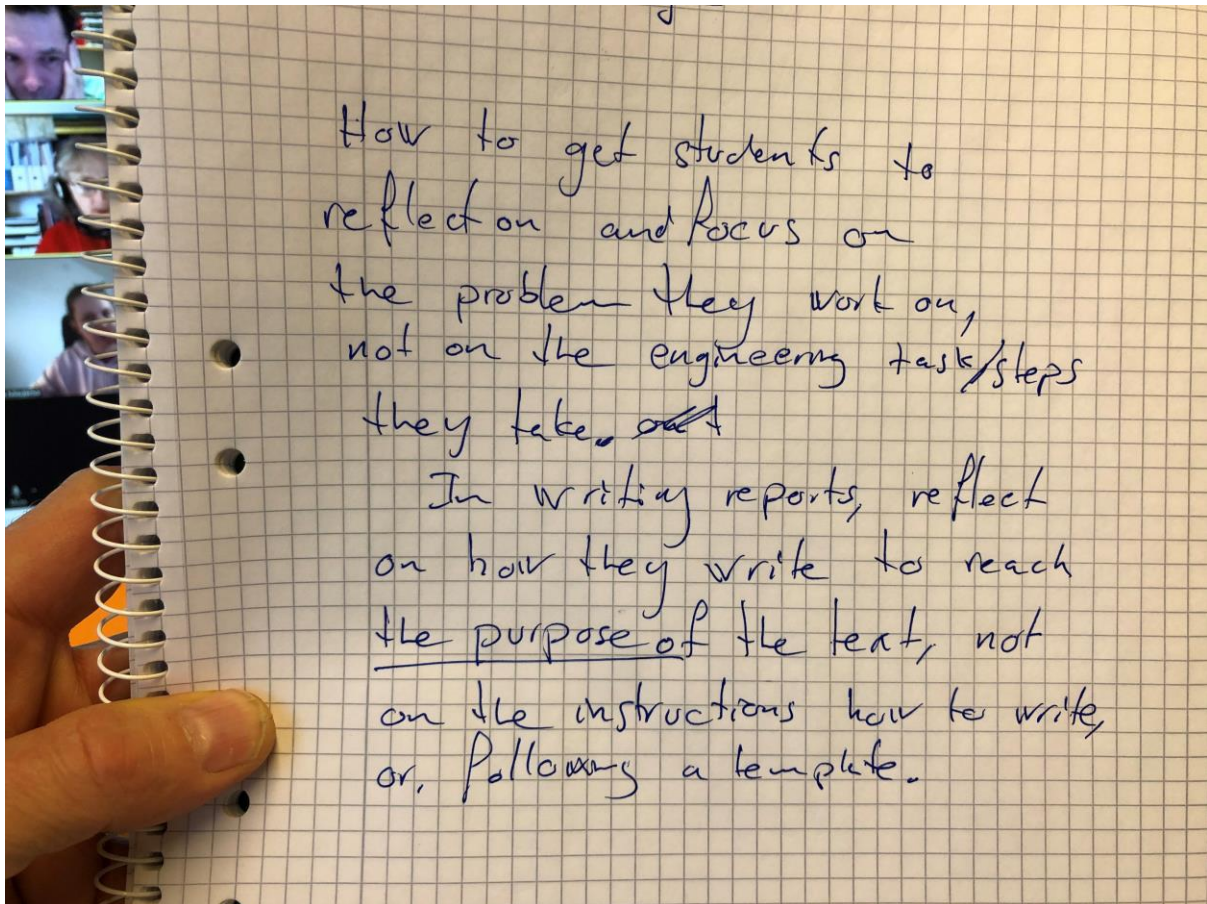 How to get students to
reflect on and focus on
the problem they work on,
not on the engineering task/steps
they take.
In writing reports, reflect
on how they write to reach
the purpose of the text, not
on the instructions how to write,
or, following a template.